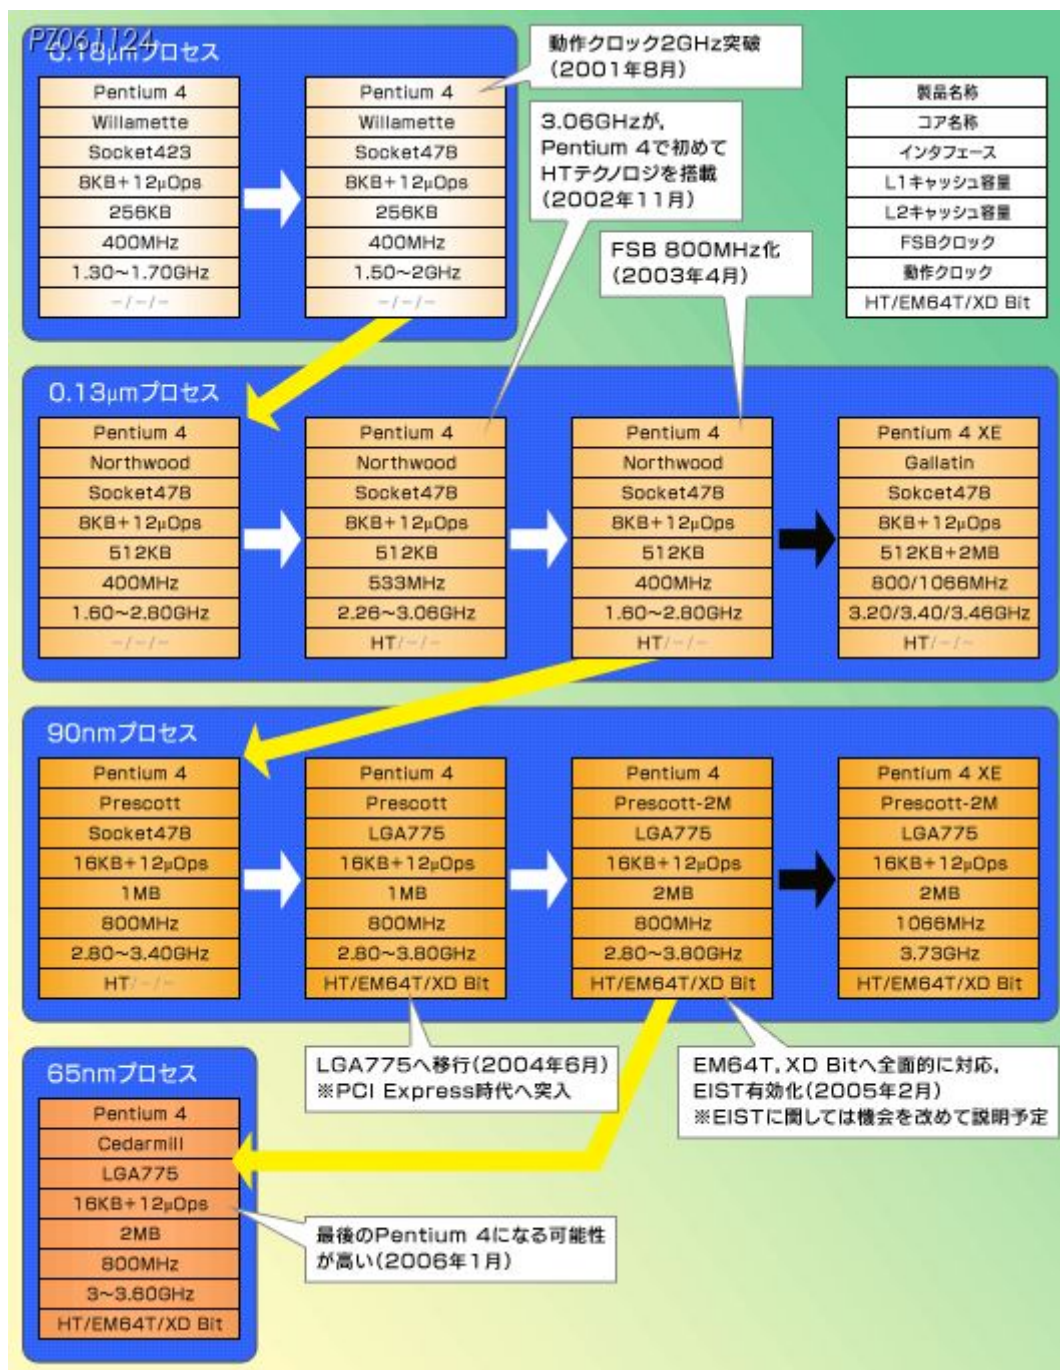 PZ061124
0.18μmプロセス
Pentium 4
Willamette
Socket423
8KB+12μOps
256KB
400MHz
1.30～1.70GHz
-/-/-
Pentium 4
Willamette
Socket478
8KB+12μOps
256KB
400MHz
1.50～2GHz
-/-/-
動作クロック2GHz突破
(2001年8月)
3.06GHzが，
Pentium 4で初めて
HTテクノロジを搭載
(2002年11月)
FSB 800MHz化
(2003年4月)
製品名称
コア名称
インタフェース
L1キャッシュ容量
L2キャッシュ容量
FSBクロック
動作クロック
HT/EM64T/XD Bit
0.13μmプロセス
Pentium 4
Northwood
Socket478
8KB+12μOps
512KB
400MHz
1.60～2.80GHz
-/-/-
Pentium 4
Northwood
Socket478
8KB+12μOps
512KB
533MHz
2.26～3.06GHz
HT/-/-
Pentium 4
Northwood
Socket478
8KB+12μOps
512KB
400MHz
1.60～2.80GHz
HT/-/-
Pentium 4 XE
Gallatin
Sokcet478
8KB+12μOps
512KB+2MB
800/1066MHz
3.20/3.40/3.46GHz
HT/-/-
90nmプロセス
Pentium 4
Prescott
Socket478
16KB+12μOps
1MB
800MHz
2.80～3.40GHz
HT/-/-
Pentium 4
Prescott
LGA775
16KB+12μOps
1MB
800MHz
2.80～3.80GHz
HT/EM64T/XD Bit
Pentium 4
Prescott-2M
LGA775
16KB+12μOps
2MB
800MHz
2.80～3.80GHz
HT/EM64T/XD Bit
Pentium 4 XE
Prescott-2M
LGA775
16KB+12μOps
2MB
1066MHz
3.73GHz
HT/EM64T/XD Bit
LGA775へ移行(2004年6月)
※PCI Express時代へ突入
EM64T，XD Bitへ全面的に対応，
EIST有効化(2005年2月)
※EISTに関しては機会を改めて説明予定
65nmプロセス
Pentium 4
Cedarmill
LGA775
16KB+12μOps
2MB
800MHz
3～3.60GHz
HT/EM64T/XD Bit
最後のPentium 4になる可能性
が高い(2006年1月)